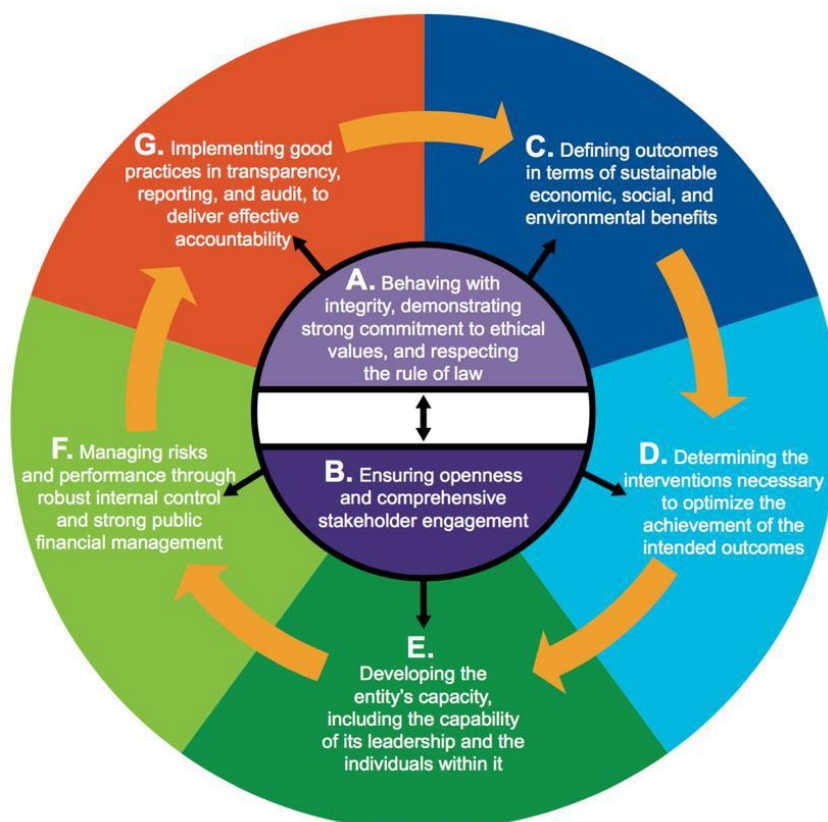 G. Implementing good
practices in transparency,
reporting, and audit, to
deliver effective
accountability
C. Defining outcomes
in terms of sustainable
economic, social, and
environmental benefits
A. Behaving with
integrity, demonstrating
strong commitment to ethical
values, and respecting
the rule of law
F. Managing risks
and performance through
robust internal control
and strong public
financial management
B. Ensuring openness
and comprehensive
stakeholder engagement
D. Determining the
interventions necessary
to optimize the
achievement of the
intended outcomes
E.
Developing the
entity's capacity,
including the capability
of its leadership and the
individuals within it